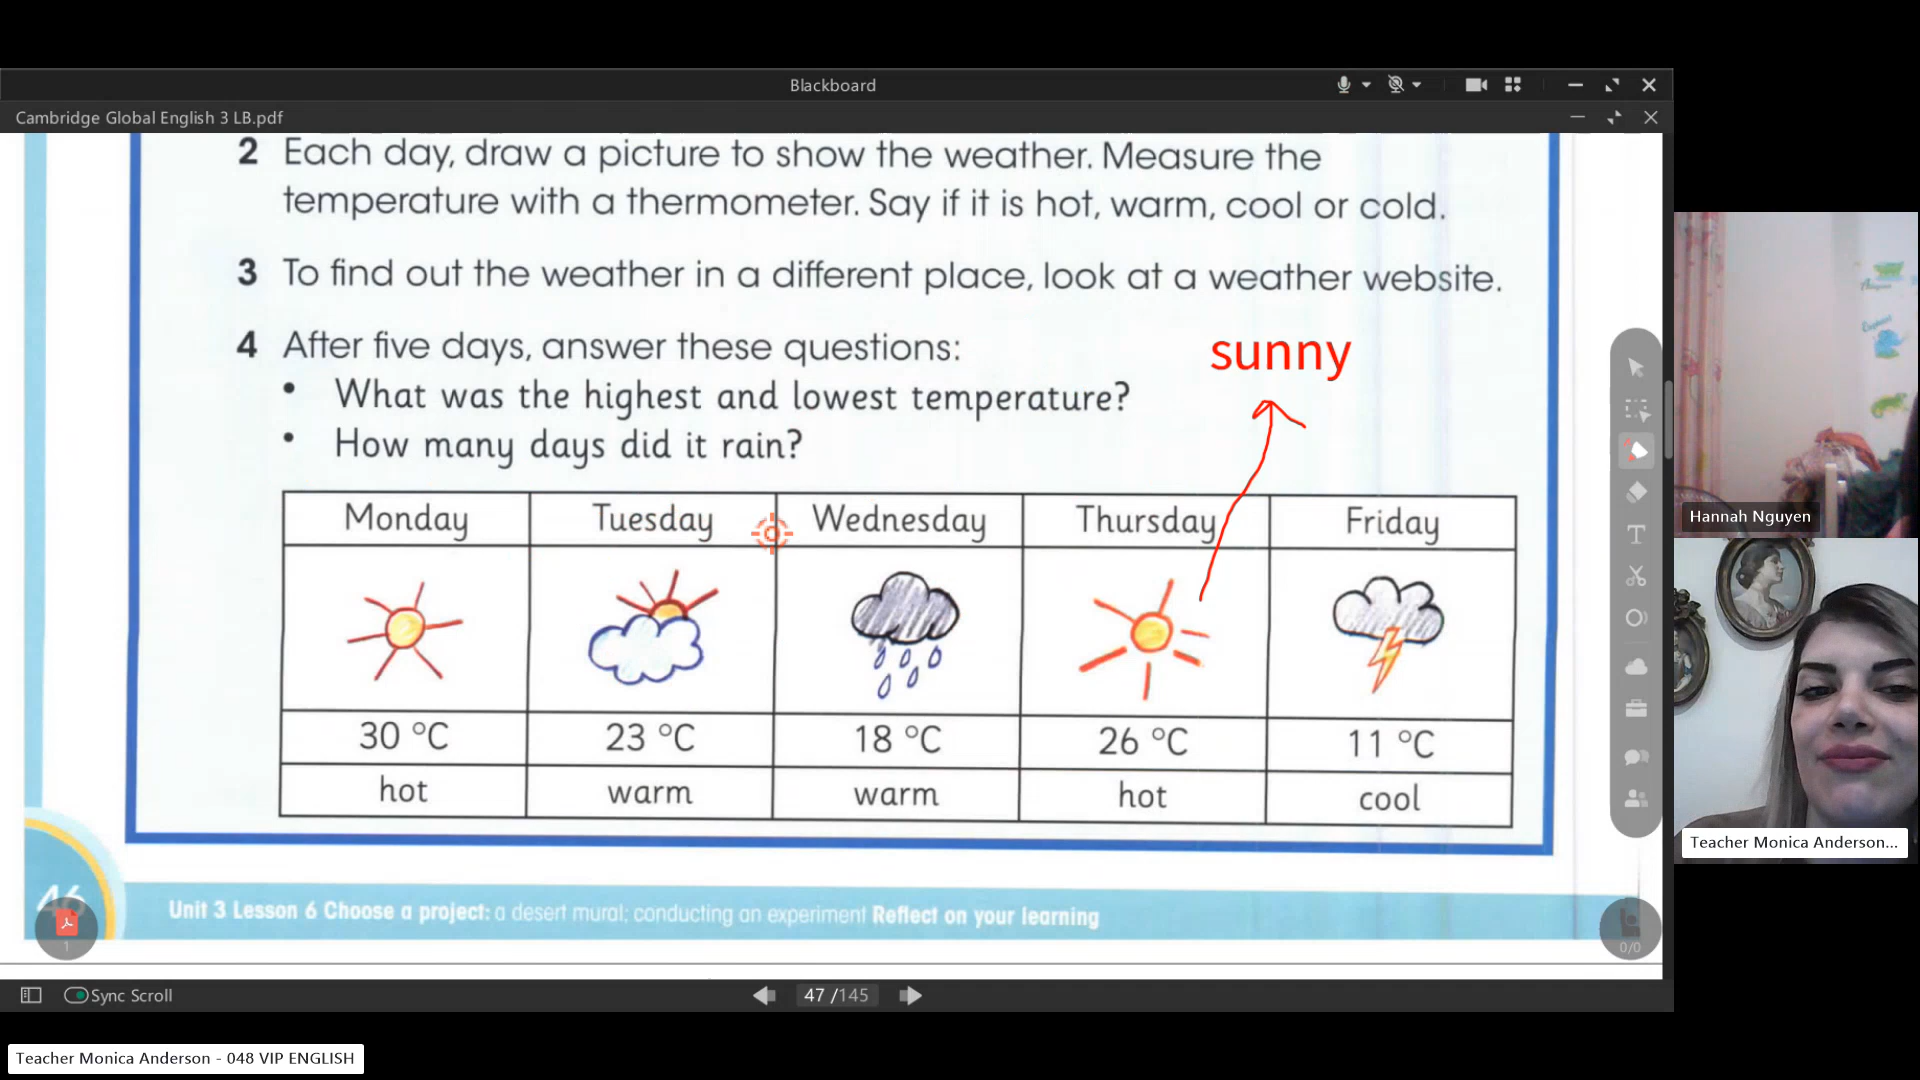 Blackboard
Cambridge Global English 3 LB.pdf
2 Each day, draw a picture to show the weather. Measure the
temperature with a thermometer. Say if it is hot, warm, cool or cold.
3 To find out the weather in a different place, look at a weather website.
4 After five days, answer these questions:
sunny
• What was the highest and lowest temperature?
• How many days did it rain?
Monday Tuesday Wednesday Thursday Friday
30 °C 23 °C 18 °C 26 °C 11 °C
hot warm warm hot cool
46
Unit 3 Lesson 6 Choose a project: a desert mural; conducting an experiment Reflect on your learning
1
0/0
Sync Scroll
47 /145
Hannah Nguyen
Teacher Monica Anderson...
Teacher Monica Anderson - 048 VIP ENGLISH